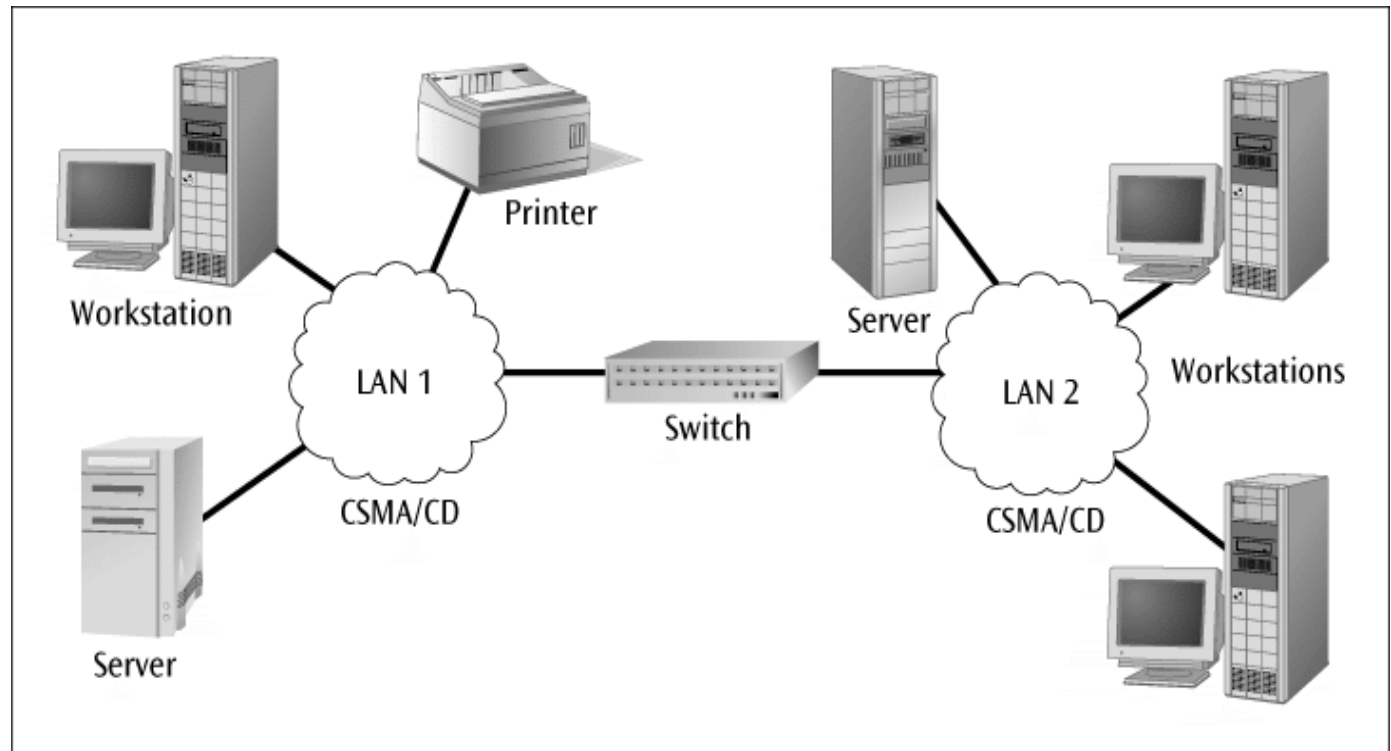 Printer
Workstation
Server
LAN 1
LAN 2
Workstations
Switch
CSMA/CD
CSMA/CD
Server